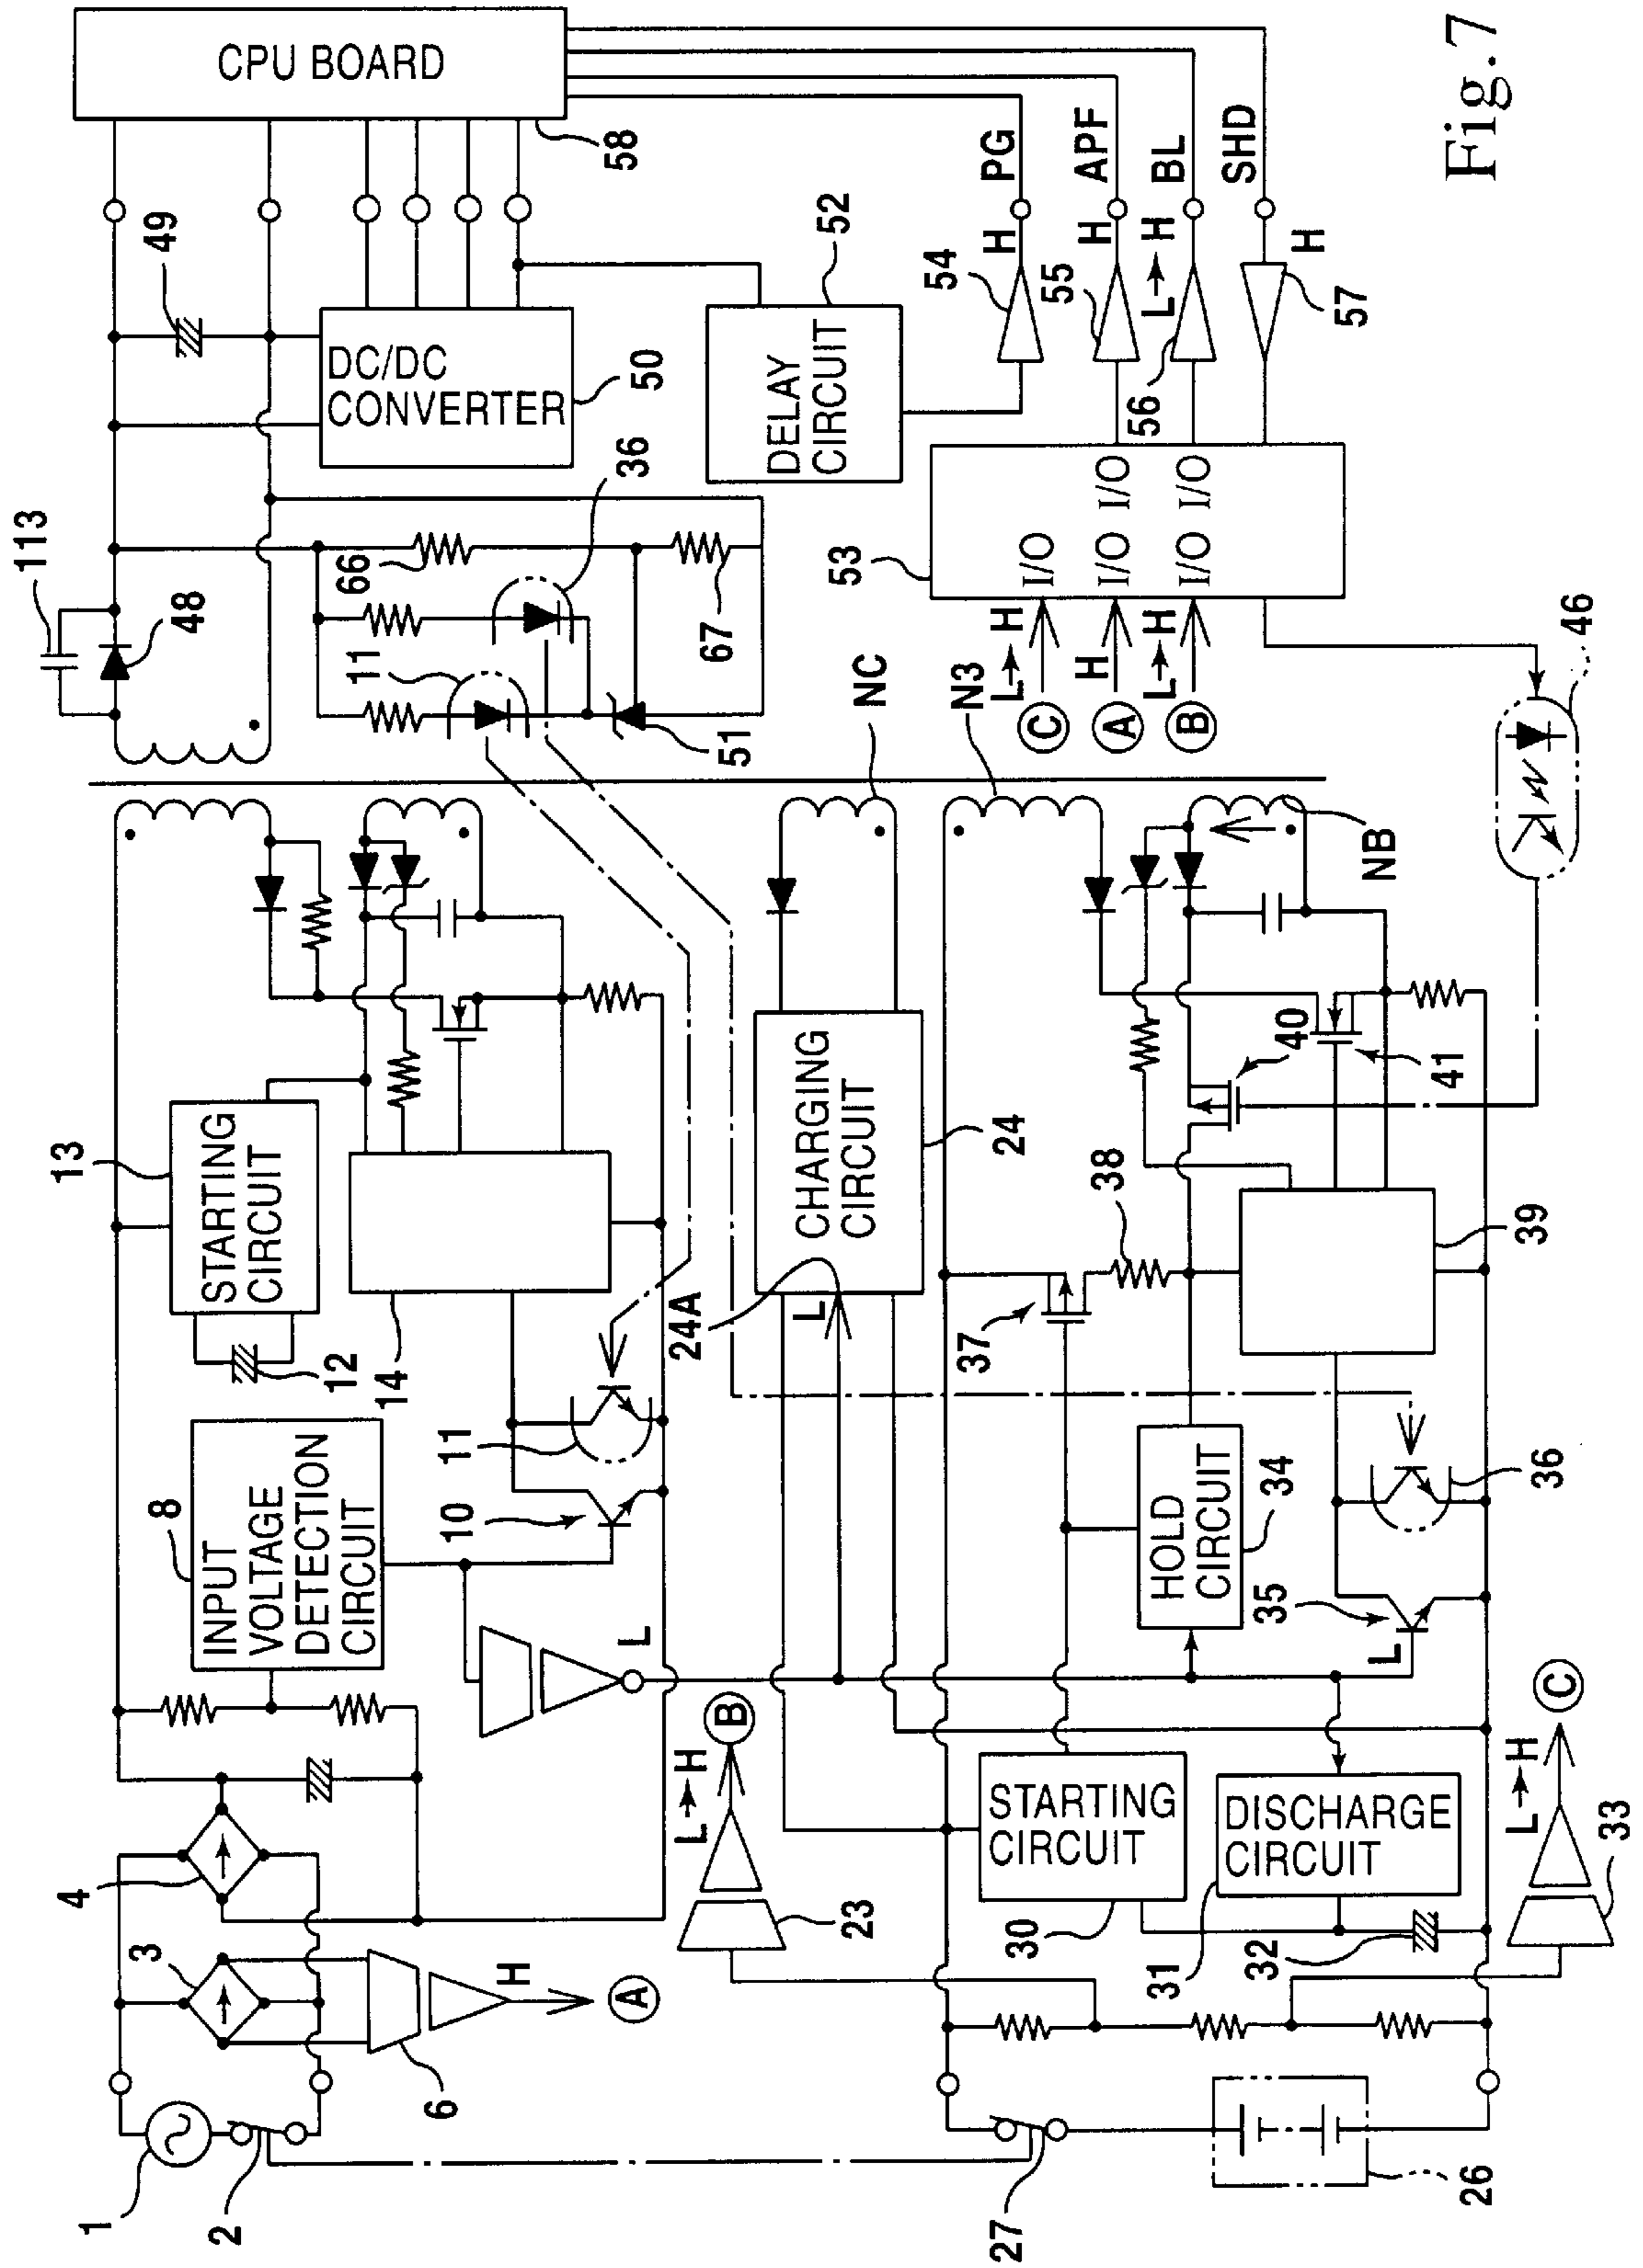 CPU BOARD
58
49
DC/DC
CONVERTER
50
52
DELAY
CIRCUIT
54
H
PG
55
H
APF
56
L→H
BL
57
H
SHD
Fig.7
113
48
66
36
11
67
51
53
I/O
I/O I/O
I/O I/O
L→H
C
H
A
L→H
B
46
NC
N3
NB
13
STARTING
CIRCUIT
12
14
11
10
8
INPUT
VOLTAGE
DETECTION
CIRCUIT
L
CHARGING
CIRCUIT
24
24A
L
37
38
40
41
39
HOLD
CIRCUIT
34
35
L
36
4
3
6
H
A
1
2
B
L→H
23
STARTING
CIRCUIT
30
DISCHARGE
CIRCUIT
31
32
C
L→H
33
27
26